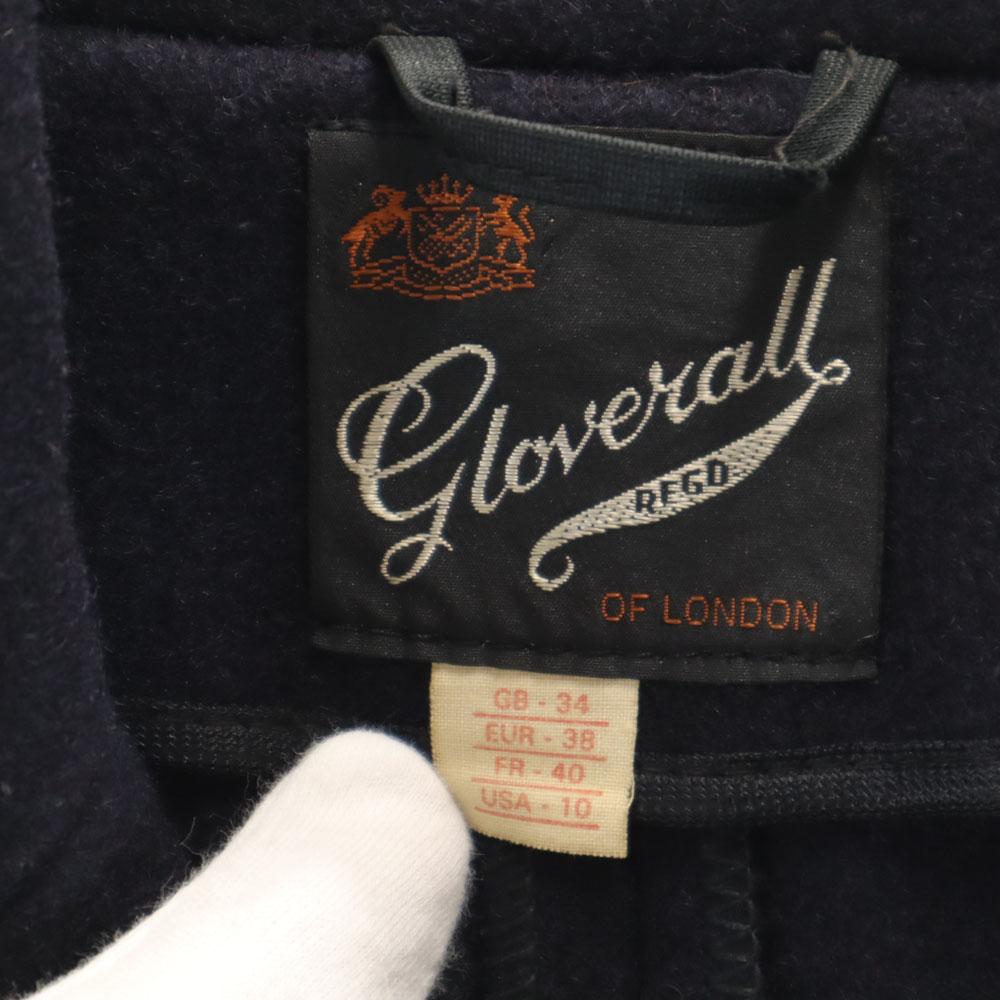 Gloverall
REGD
OF LONDON
GB - 34
EUR - 38
FR - 40
USA - 10